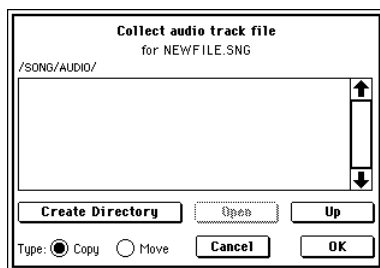 Collect audio track file
for NEWFILE.SNG
/SONG/AUDIO/
Create Directory Open Up
Type: Copy Move Cancel OK